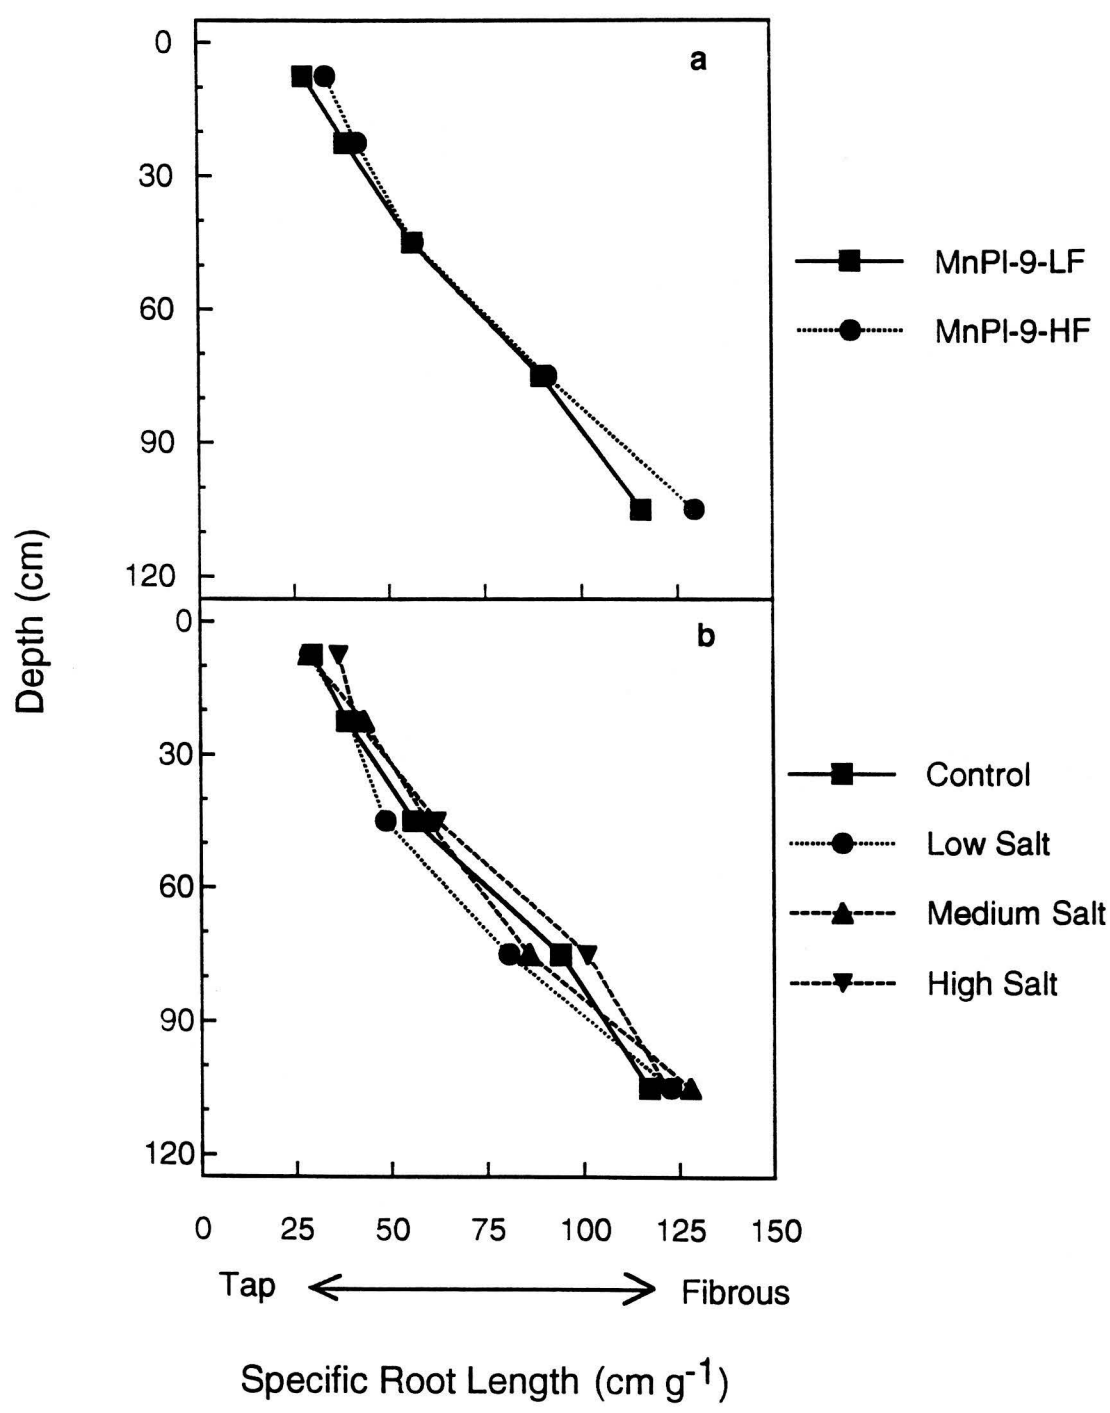 a
0
30
60
90
120
MnPl-9-LF
MnPl-9-HF
b
0
30
60
90
120
Control
Low Salt
Medium Salt
High Salt
Depth (cm)
0 25 50 75 100 125 150
Tap Fibrous
Specific Root Length (cm g-1)